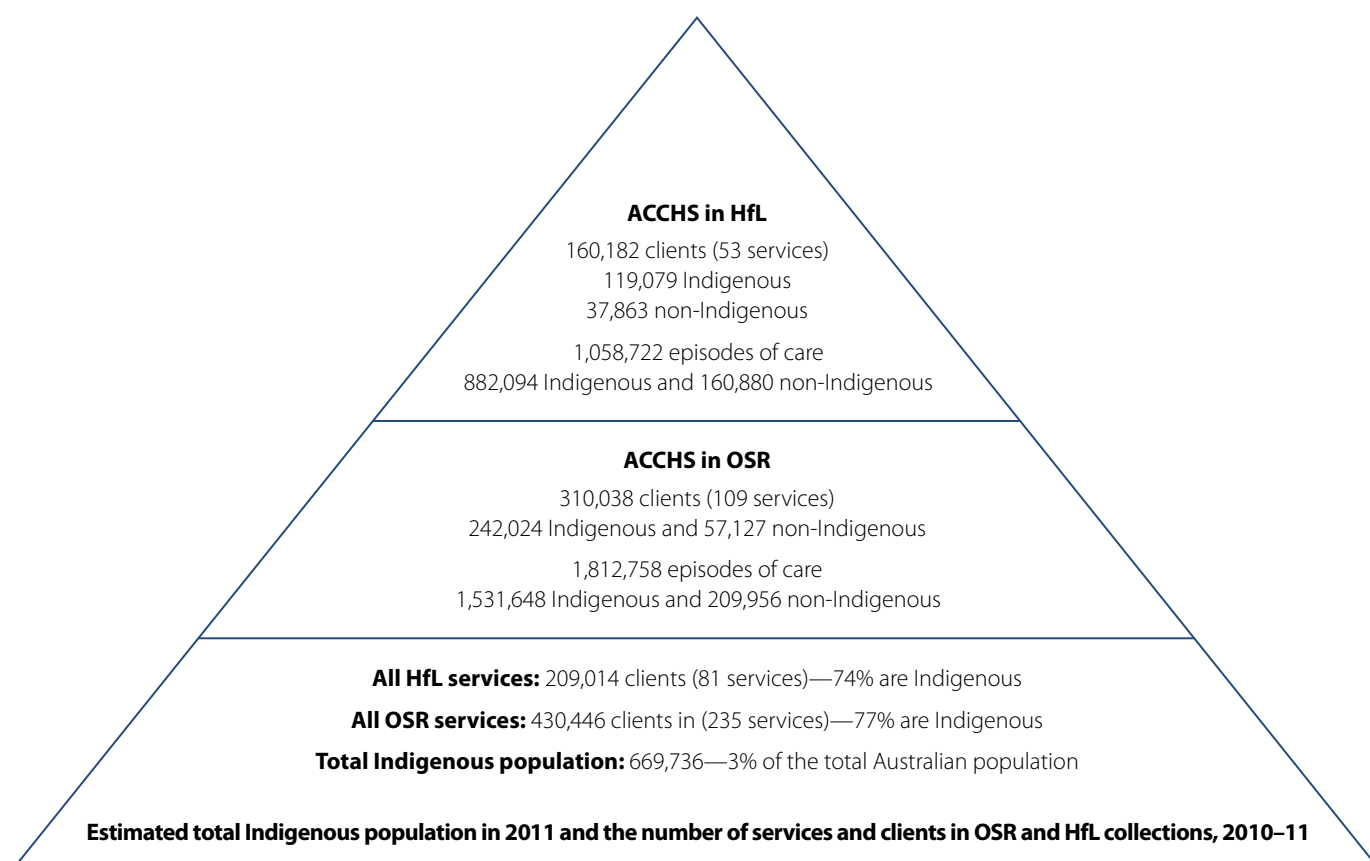 ACCHS in HfL
160,182 clients (53 services)
119,079 Indigenous
37,863 non-Indigenous
1,058,722 episodes of care
882,094 Indigenous and 160,880 non-Indigenous
ACCHS in OSR
310,038 clients (109 services)
242,024 Indigenous and 57,127 non-Indigenous
1,812,758 episodes of care
1,531,648 Indigenous and 209,956 non-Indigenous
All HfL services: 209,014 clients (81 services)—74% are Indigenous
All OSR services: 430,446 clients in (235 services)—77% are Indigenous
Total Indigenous population: 669,736—3% of the total Australian population
Estimated total Indigenous population in 2011 and the number of services and clients in OSR and HfL collections, 2010–11